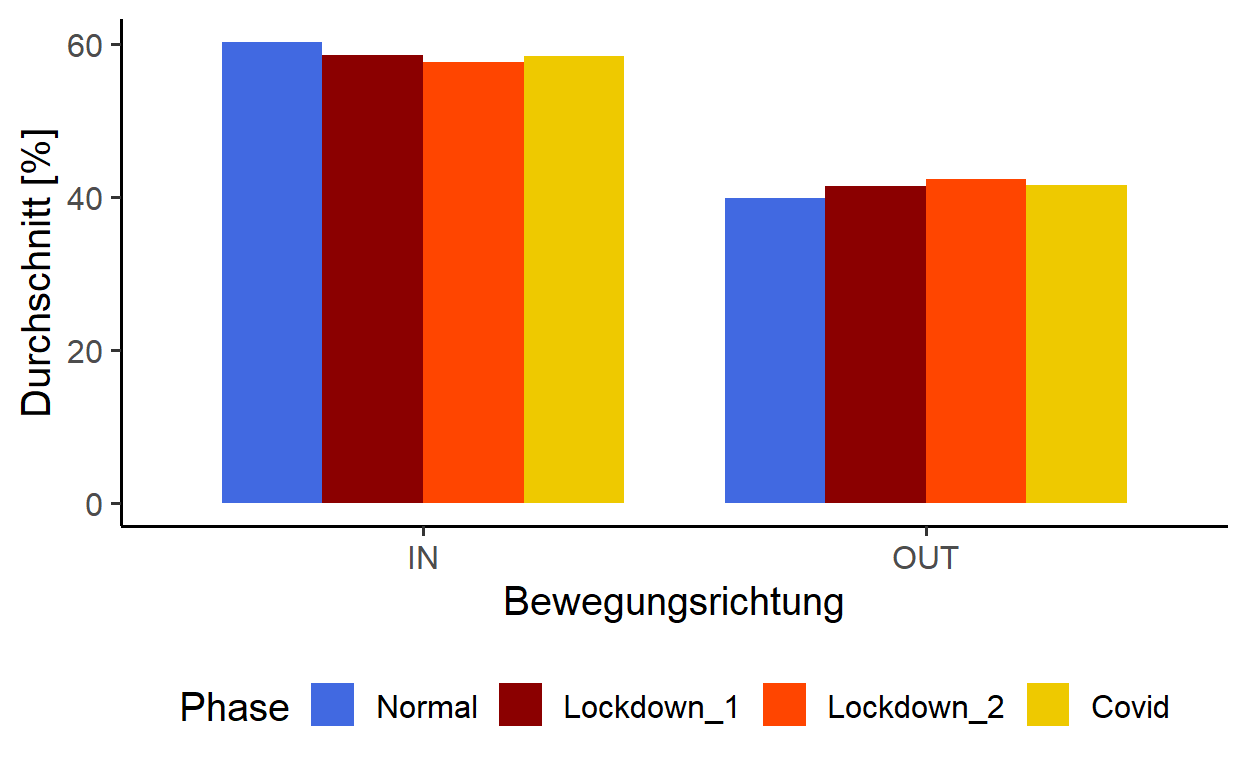 Durchschnitt [%]
60
40
20
0
IN OUT
Bewegungsrichtung
Phase Normal Lockdown_1 Lockdown_2 Covid